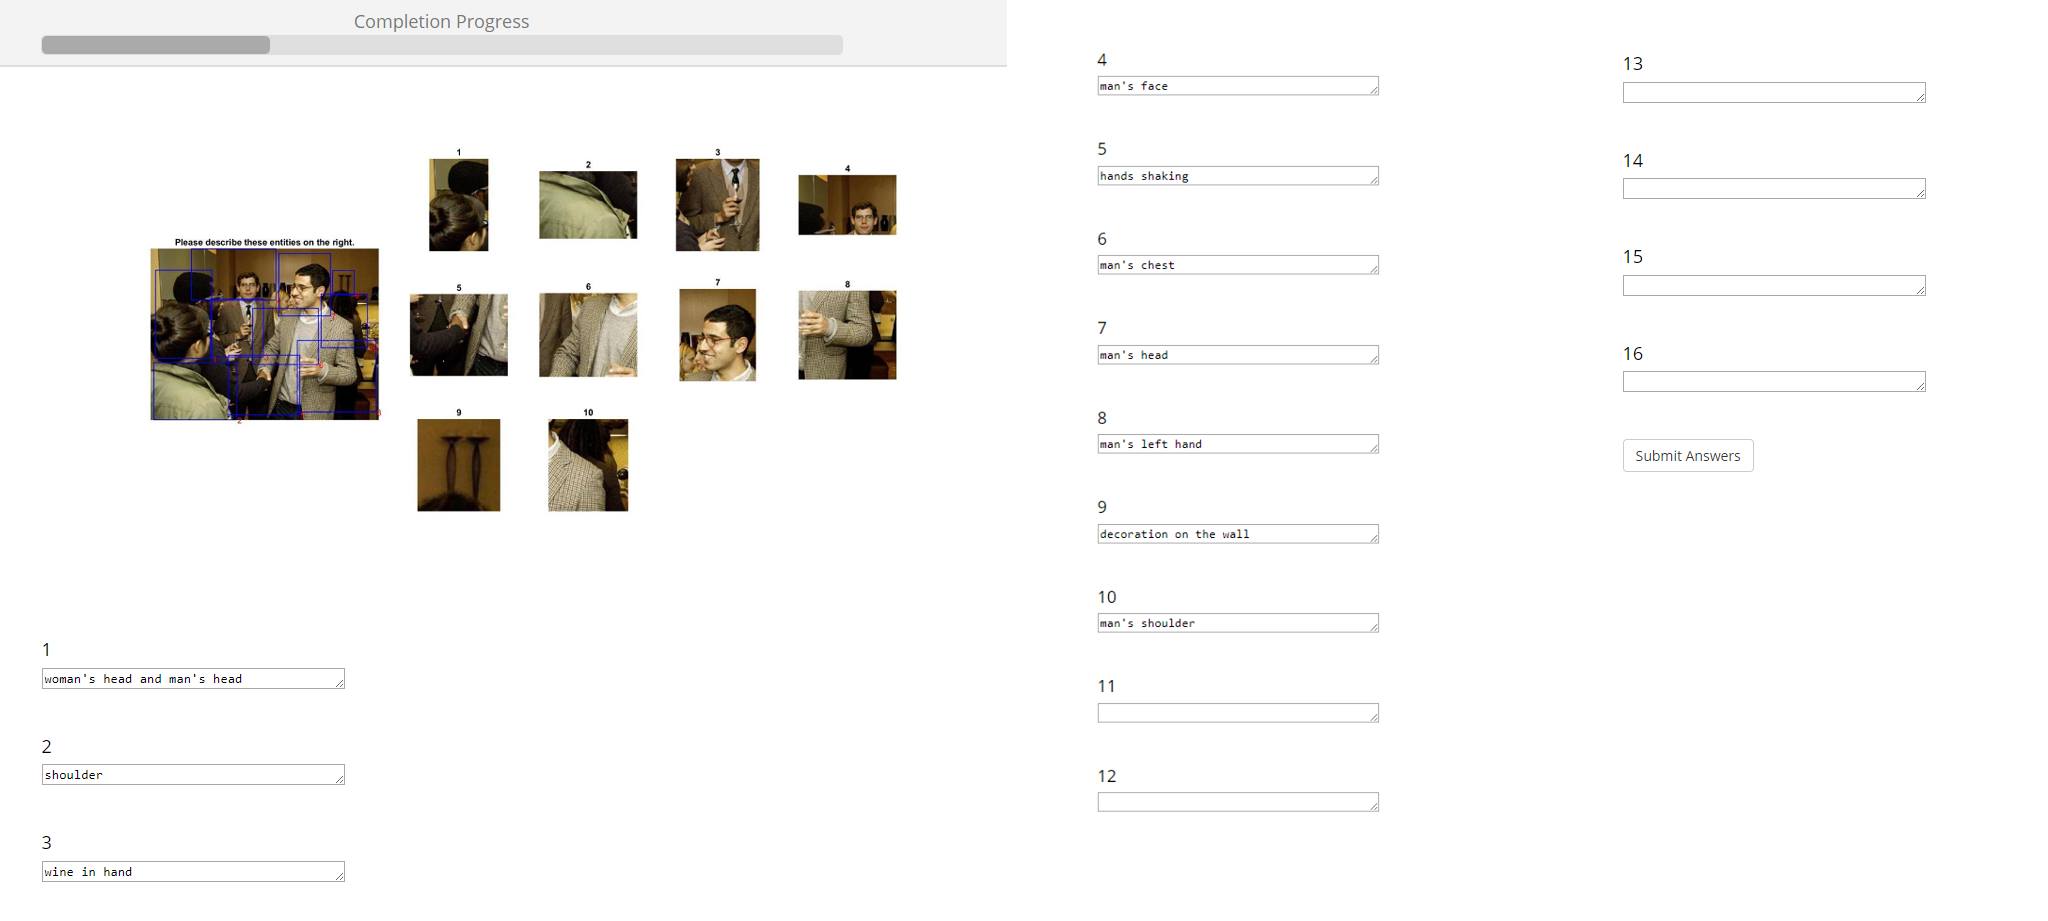 Completion Progress
Please describe these entities on the right.
1
2
3
4
5
6
7
8
9
10
2
1
woman's head and man's head
2
shoulder
3
wine in hand
4
man's face
5
hands shaking
6
man's chest
7
man's head
8
man's left hand
9
decoration on the wall
10
man's shoulder
11
12
13
14
15
16
Submit Answers